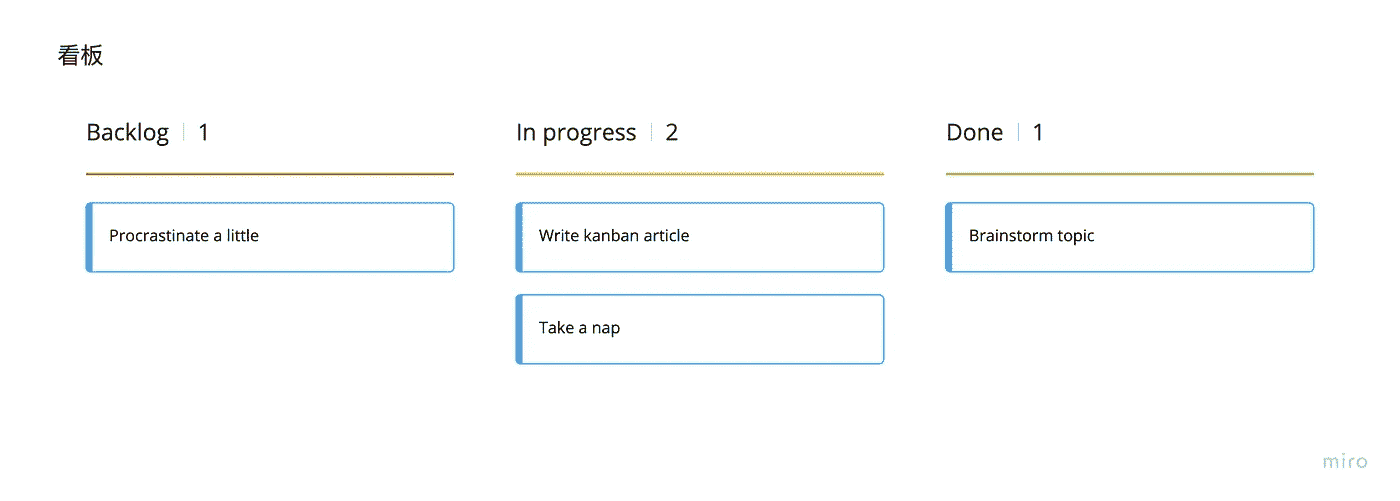 看板
Backlog | 1
Procrastinate a little
In progress | 2
Write kanban article
Take a nap
Done | 1
Brainstorm topic
miro